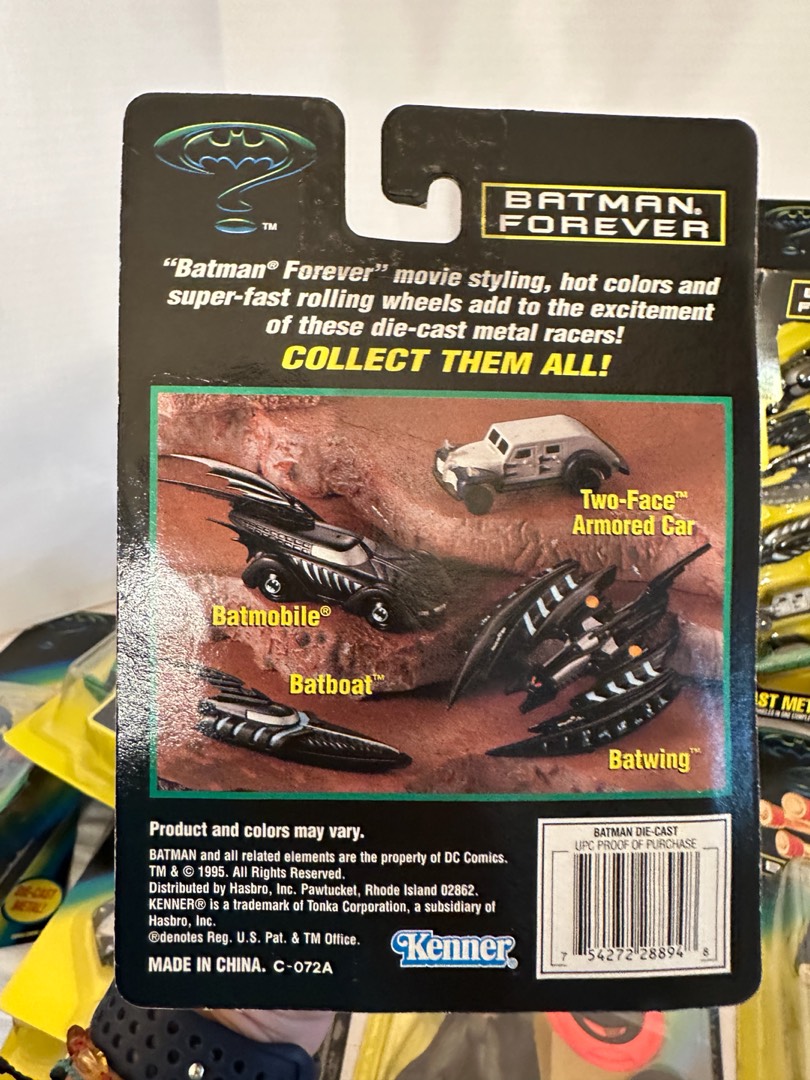 ™
BATMAN®
FOREVER
“Batman® Forever” movie styling, hot colors and
super-fast rolling wheels add to the excitement
of these die-cast metal racers!
COLLECT THEM ALL!
Two-Face™
Armored Car
Batmobile®
Batboat™
Batwing™
Product and colors may vary.
BATMAN and all related elements are the property of DC Comics.
TM & © 1995. All Rights Reserved.
Distributed by Hasbro, Inc. Pawtucket, Rhode Island 02862.
KENNER® is a trademark of Tonka Corporation, a subsidiary of
Hasbro, Inc.
®denotes Reg. U.S. Pat. & TM Office.
MADE IN CHINA. C-072A
Kenner®
BATMAN DIE-CAST
UPC PROOF OF PURCHASE
7 54272 28894 8
DIE-CAST
METAL!